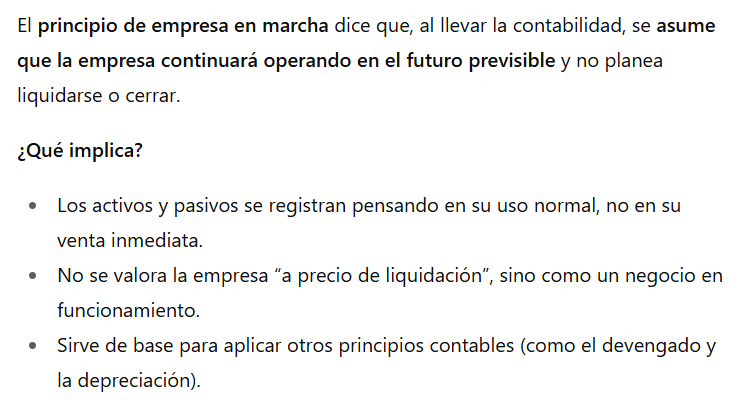 El principio de empresa en marcha dice que, al llevar la contabilidad, se asume
que la empresa continuará operando en el futuro previsible y no planea
liquidarse o cerrar.
¿Qué implica?
• Los activos y pasivos se registran pensando en su uso normal, no en su
venta inmediata.
• No se valora la empresa “a precio de liquidación”, sino como un negocio en
funcionamiento.
• Sirve de base para aplicar otros principios contables (como el devengado y
la depreciación).